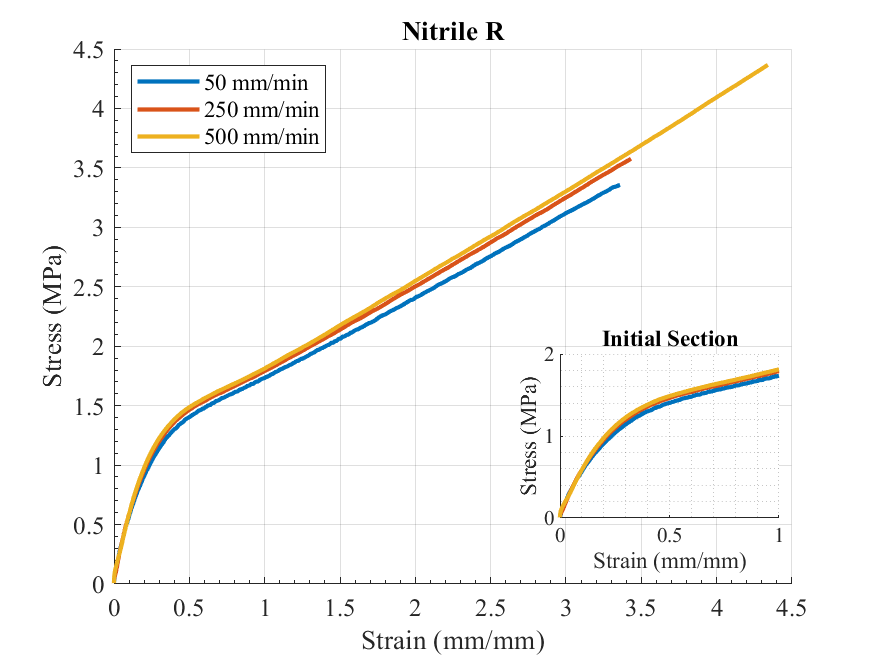 Nitrile R
50 mm/min
250 mm/min
500 mm/min
Stress (MPa)
4.5
4
3.5
3
2.5
2
1.5
1
0.5
0
0 0.5 1 1.5 2 2.5 3 3.5 4 4.5
Strain (mm/mm)
Initial Section
Stress (MPa)
2
1
0
0 0.5 1
Strain (mm/mm)